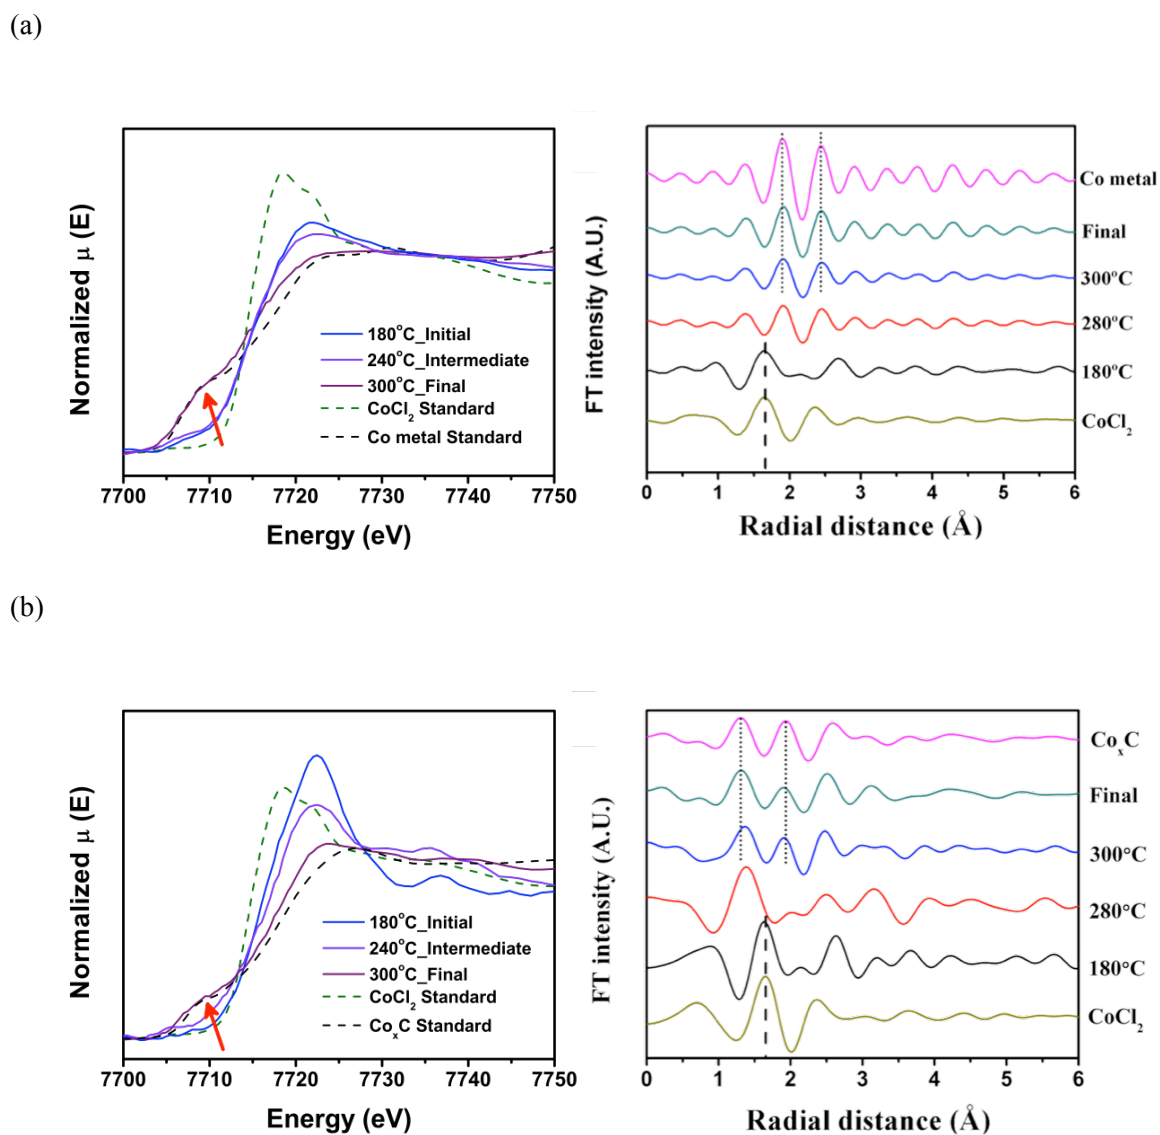 (a)
Normalized μ (E)
180°C_Initial
240°C_Intermediate
300°C_Final
CoCl₂ Standard
Co metal Standard
7700 7710 7720 7730 7740 7750
Energy (eV)
FT intensity (A.U.)
Co metal
Final
300°C
280°C
180°C
CoCl₂
0 1 2 3 4 5 6
Radial distance (Å)
(b)
Normalized μ (E)
180°C_Initial
240°C_Intermediate
300°C_Final
CoCl₂ Standard
CoₓC Standard
7700 7710 7720 7730 7740 7750
Energy (eV)
FT intensity (A.U.)
CoₓC
Final
300°C
280°C
180°C
CoCl₂
0 1 2 3 4 5 6
Radial distance (Å)